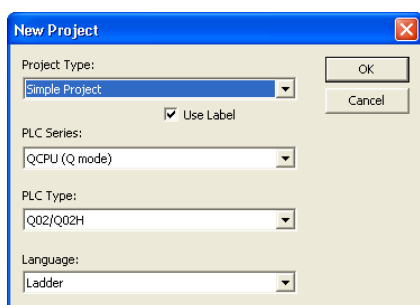 New Project
Project Type:
OK
Simple Project
Cancel
Use Label
PLC Series:
QCPU (Q mode)
PLC Type:
Q02/Q02H
Language:
Ladder